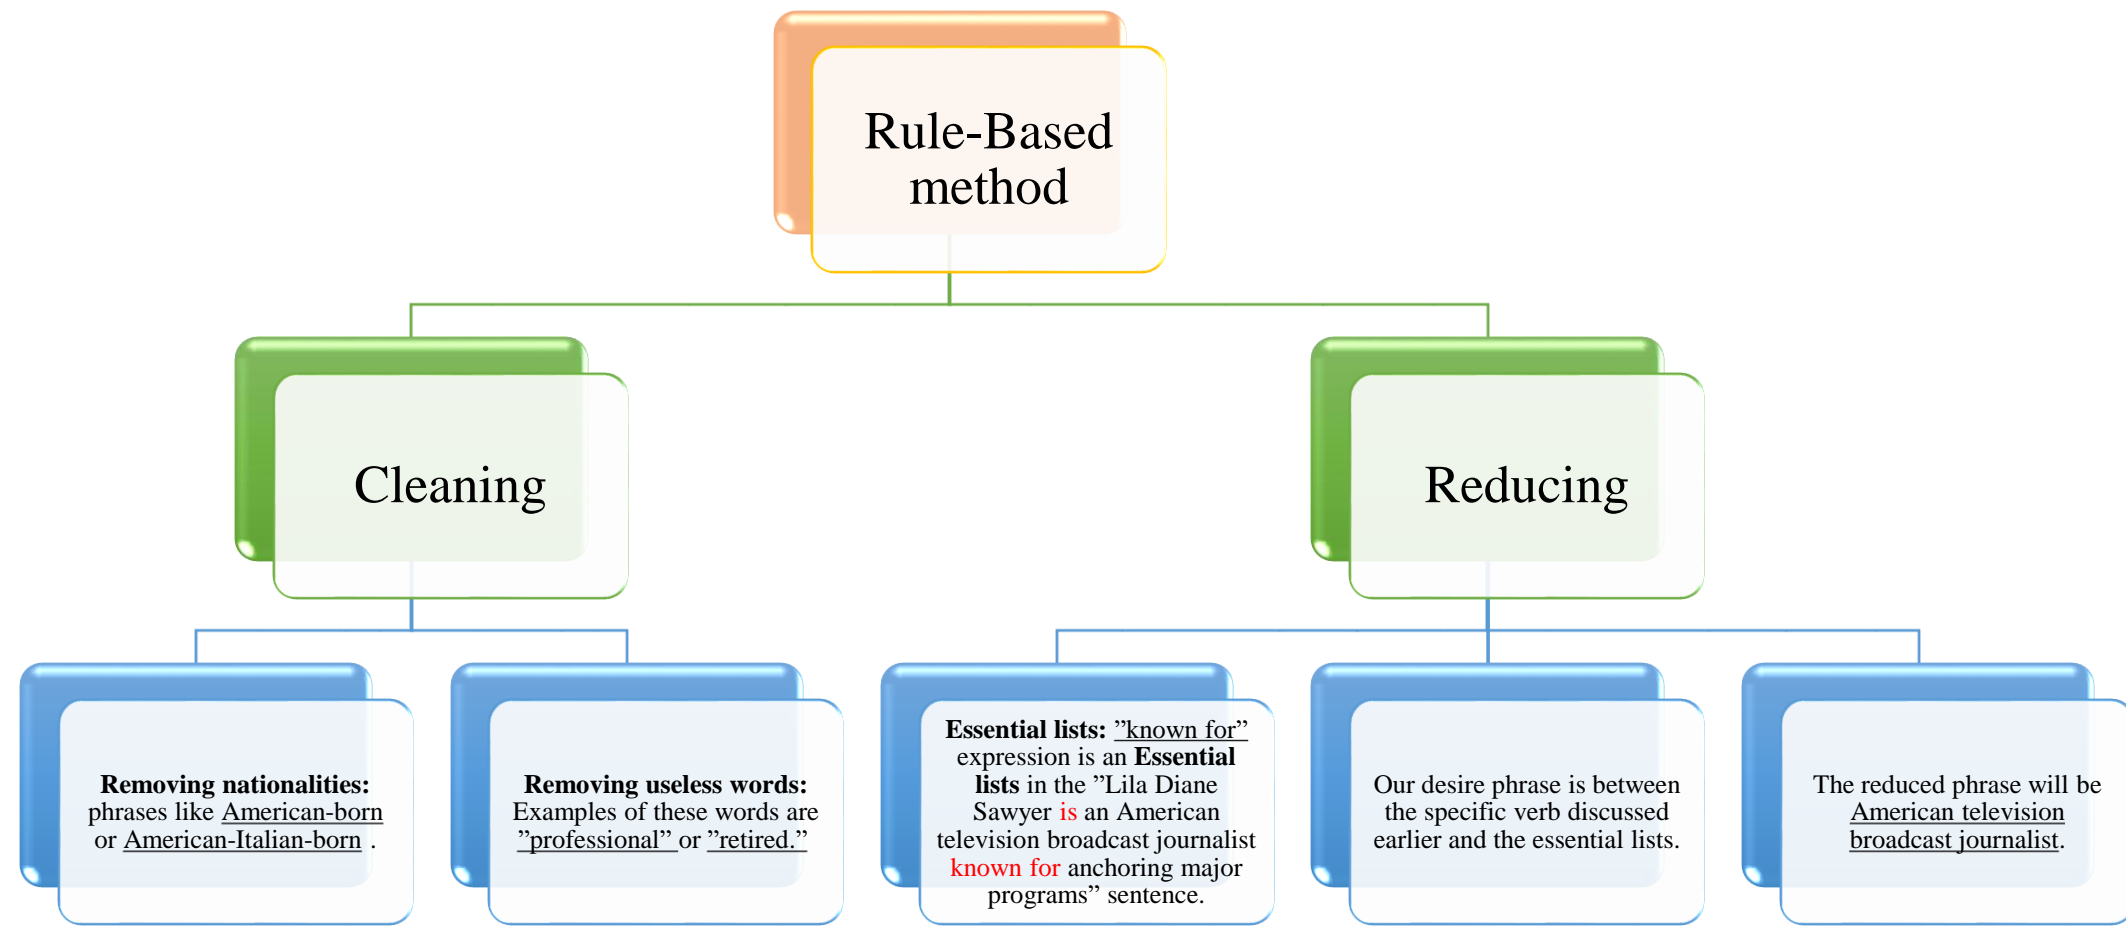 Rule-Based
method
Cleaning
Reducing
Removing nationalities:
phrases like American-born
or American-Italian-born .
Removing useless words:
Examples of these words are
”professional” or ”retired.”
Essential lists: ”known for”
expression is an Essential
lists in the ”Lila Diane
Sawyer is an American
television broadcast journalist
known for anchoring major
programs” sentence.
Our desire phrase is between
the specific verb discussed
earlier and the essential lists.
The reduced phrase will be
American television
broadcast journalist.